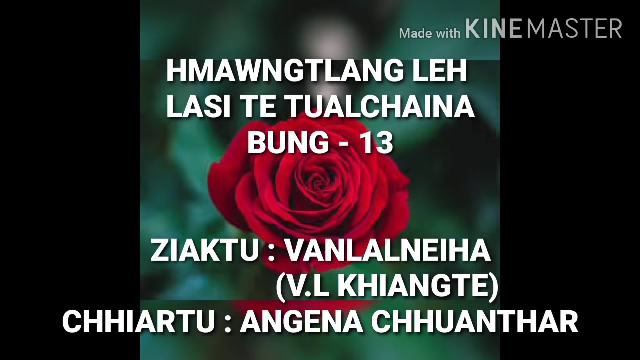 Made with KINEMASTER
HMAWNGTLANG LEH
LASI TE TUALCHAINA
BUNG - 13
ZIAKTU : VANLALNEIHA
(V.L KHIANGTE)
CHHIARTU : ANGENA CHHUANTHAR